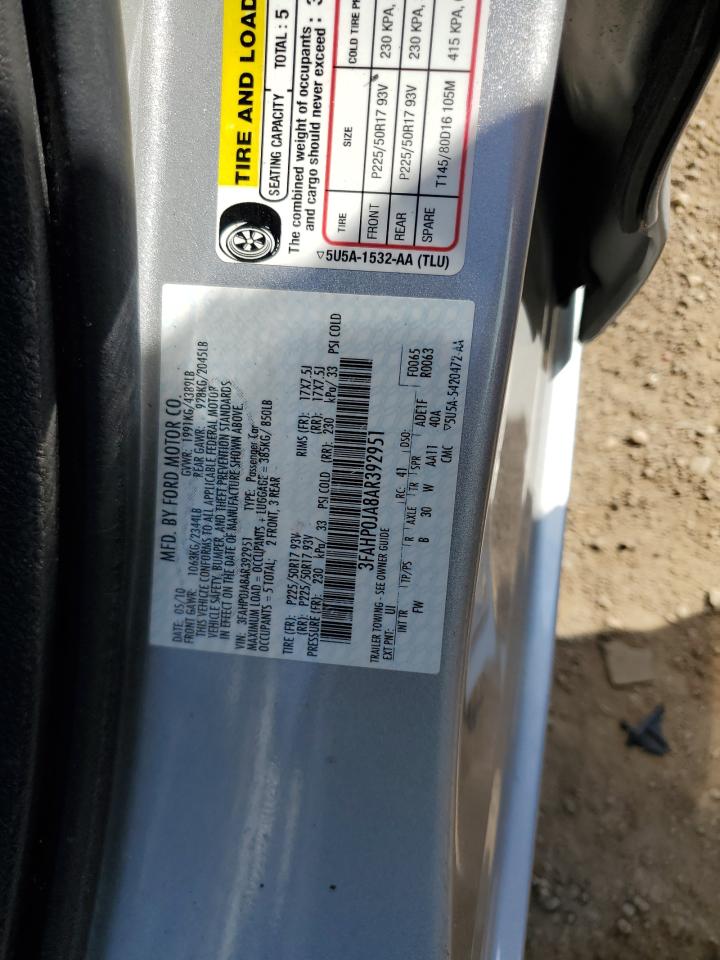 TIRE AND LOAD
SEATING CAPACITY TOTAL : 5
The combined weight of occupants
and cargo should never exceed :
TIRE SIZE COLD TIRE
FRONT P225/50R17 93V 230 KPA,
REAR P225/50R17 93V 230 KPA,
SPARE T145/80D16 105M 415 KPA,
▽5U5A-1532-AA (TLU)
MFD. BY FORD MOTOR CO.
DATE: 05/10 GVWR: 1991KG/4389LB
FRONT GAWR: 1063KG/2344LB REAR GAWR: 928KG/2045LB
THIS VEHICLE CONFORMS TO ALL APPLICABLE FEDERAL MOTOR
VEHICLE SAFETY, BUMPER, AND THEFT PREVENTION STANDARDS
IN EFFECT ON THE DATE OF MANUFACTURE SHOWN ABOVE.
VIN: 3FAHP0JA8AR392951 TYPE: Passenger Car
MAXIMUM LOAD = OCCUPANTS + LUGGAGE = 385KG/ 850LB
OCCUPANTS = 5 TOTAL: 2 FRONT, 3 REAR
TIRE (FR): P225/50R17 93V RIMS (FR): 17X7.5J
(RR): P225/50R17 93V (RR): 17X7.5J
PRESSURE (FR): 230 kPa/ 33 PSI COLD (RR): 230 kPa/ 33 PSI COLD
3FAHP0JA8AR392951
TRAILER TOWING - SEE OWNER GUIDE F0065
EXT PNT: UI RC: 41 DSO: R0063
INT TR TP/PS R AXLE TR SPR ADE1F
FW B 30 W AA11 40A
CMC ▽5U5A-5420472-AA